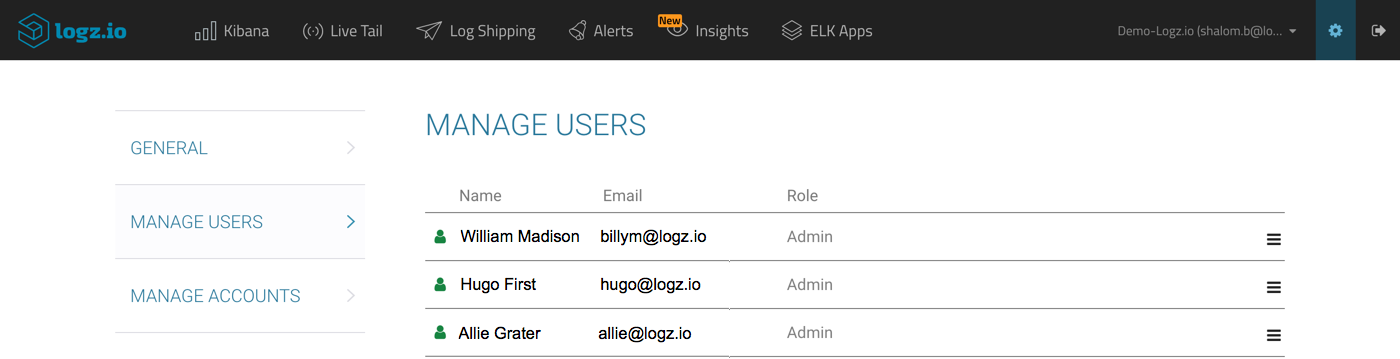 logz.io Kibana Live Tail Log Shipping Alerts New Insights ELK Apps Demo-Logz.io (shalom.b@lo...
MANAGE USERS
GENERAL
MANAGE USERS
MANAGE ACCOUNTS
Name Email Role
William Madison billym@logz.io Admin
Hugo First hugo@logz.io Admin
Allie Grater allie@logz.io Admin